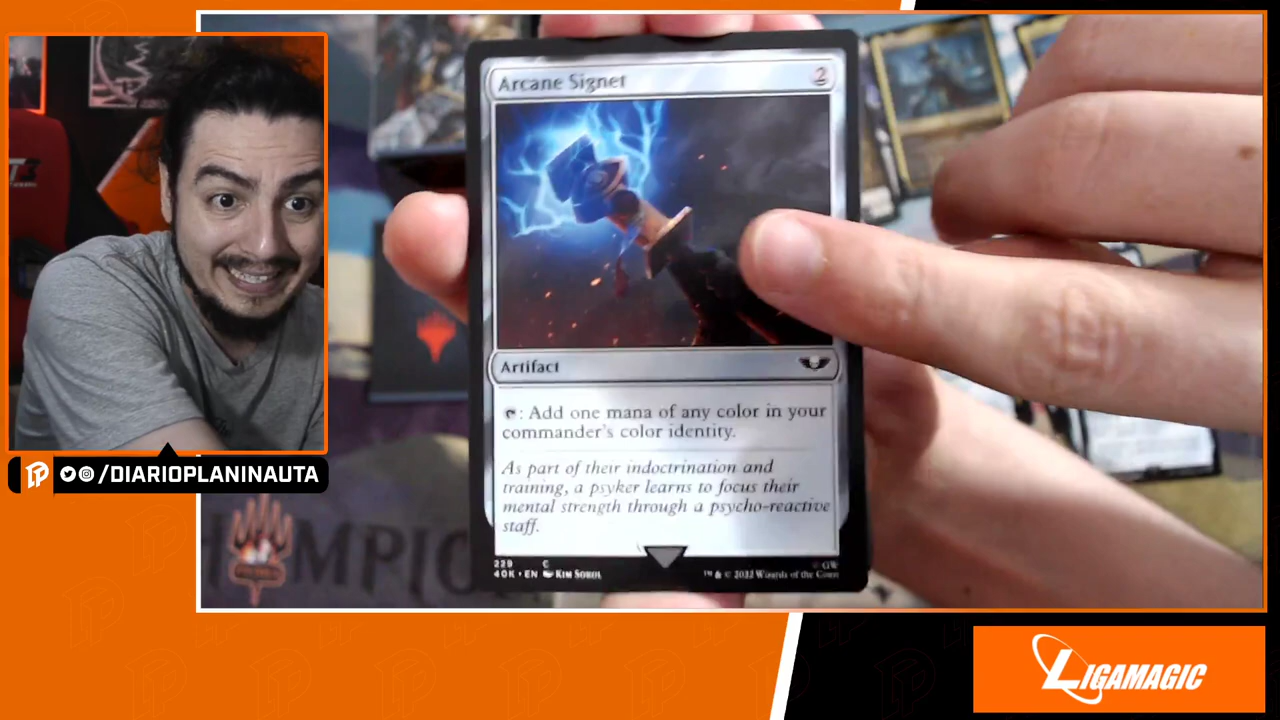 Arcane Signet 2
Artifact
: Add one mana of any color in your
commander's color identity.
As part of their indoctrination and
training, a psyker learns to focus their
mental strength through a psycho-reactive
staff.
229 C
40K • EN KIM SOKOL
™ & © 2022 Wizards of the Coast
GW
/DIARIOPLANINAUTA
HAMPIO
LIGAMAGIC